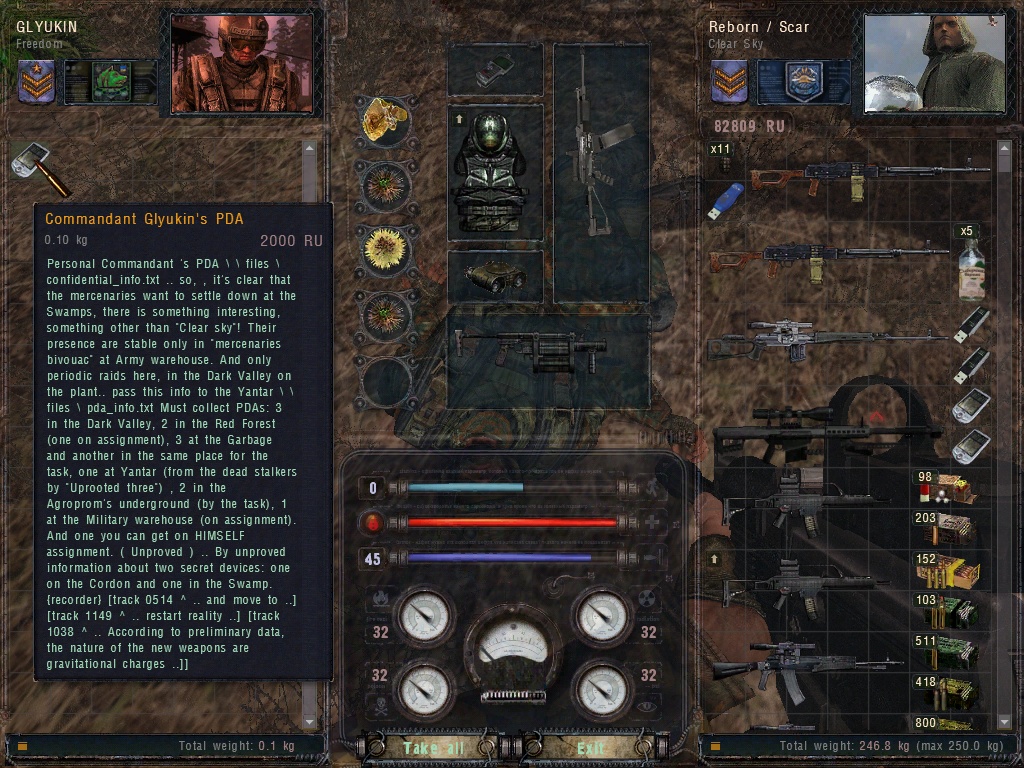 GLYUKIN
Freedom
Commandant Glyukin's PDA
0.10 kg
2000 RU
Personal Commandant 's PDA \ \ files \
confidential_info.txt .. so, , it's clear that
the mercenaries want to settle down at the
Swamps, there is something interesting,
something other than "Clear sky"! Their
presence are stable only in "mercenaries
bivouac" at Army warehouse. And only
periodic raids here, in the Dark Valley on
the plant.. pass this info to the Yantar \ \
files \ pda_info.txt Must collect PDAs: 3
in the Dark Valley, 2 in the Red Forest
(one on assignment), 3 at the Garbage
and another in the same place for the
task, one at Yantar (from the dead stalkers
by "Uprooted three") , 2 in the
Agroprom's underground (by the task), 1
at the Military warehouse (on assignment).
And one you can get on HIMSELF
assignment. ( Unproved ) .. By unproved
information about two secret devices: one
on the Cordon and one in the Swamp.
{recorder} [track 0514 ^ .. and move to ..]
[track 1149 ^ .. restart reality ..] [track
1038 ^ .. According to preliminary data,
the nature of the new weapons are
gravitational charges ..]]
Total weight: 0.1 kg
0
45
32
32
32
32
Take all
Exit
Reborn / Scar
Clear Sky
82809 RU
x11
x5
98
203
152
103
511
418
800
Total weight: 246.8 kg (max 250.0 kg)